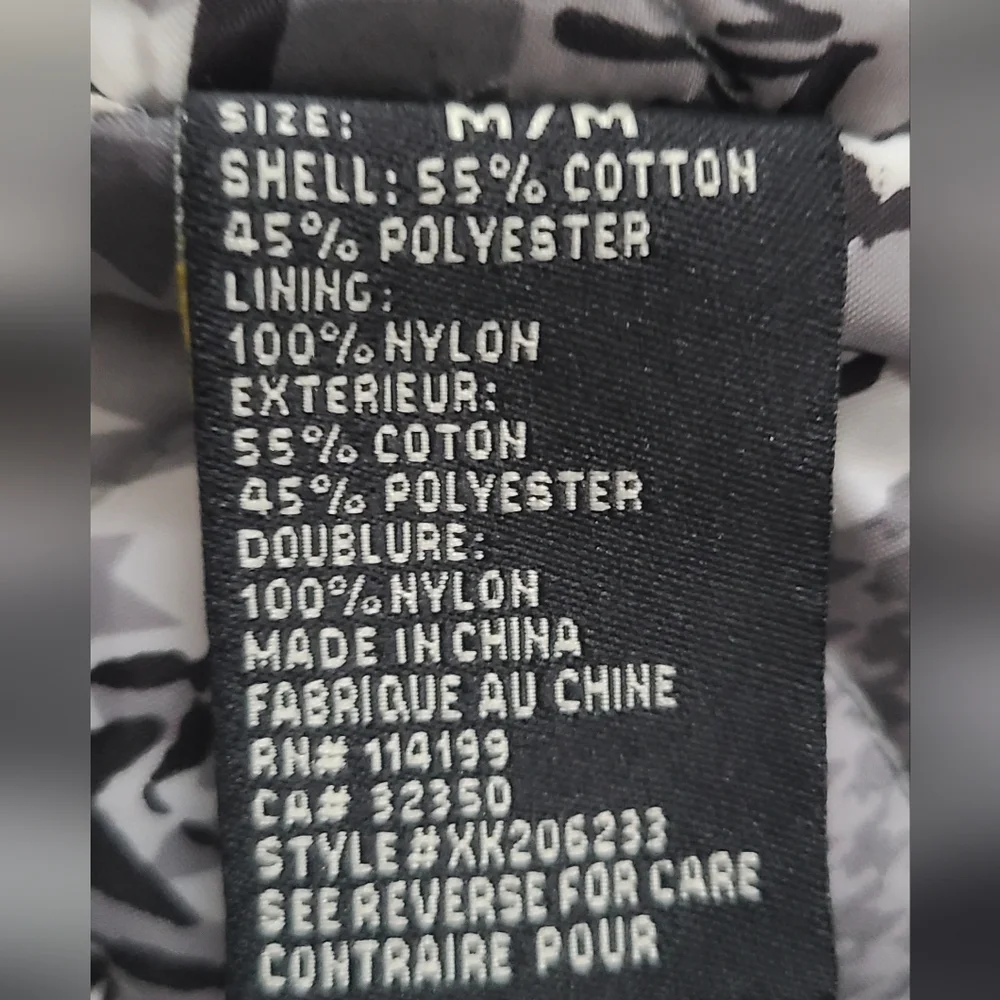 SIZE: M/M
SHELL: 55% COTTON
45% POLYESTER
LINING:
100% NYLON
EXTERIEUR:
55% COTON
45% POLYESTER
DOUBLURE:
100% NYLON
MADE IN CHINA
FABRIQUE AU CHINE
RN# 114199
CA# 32350
STYLE#XK206233
SEE REVERSE FOR CARE
CONTRAIRE POUR